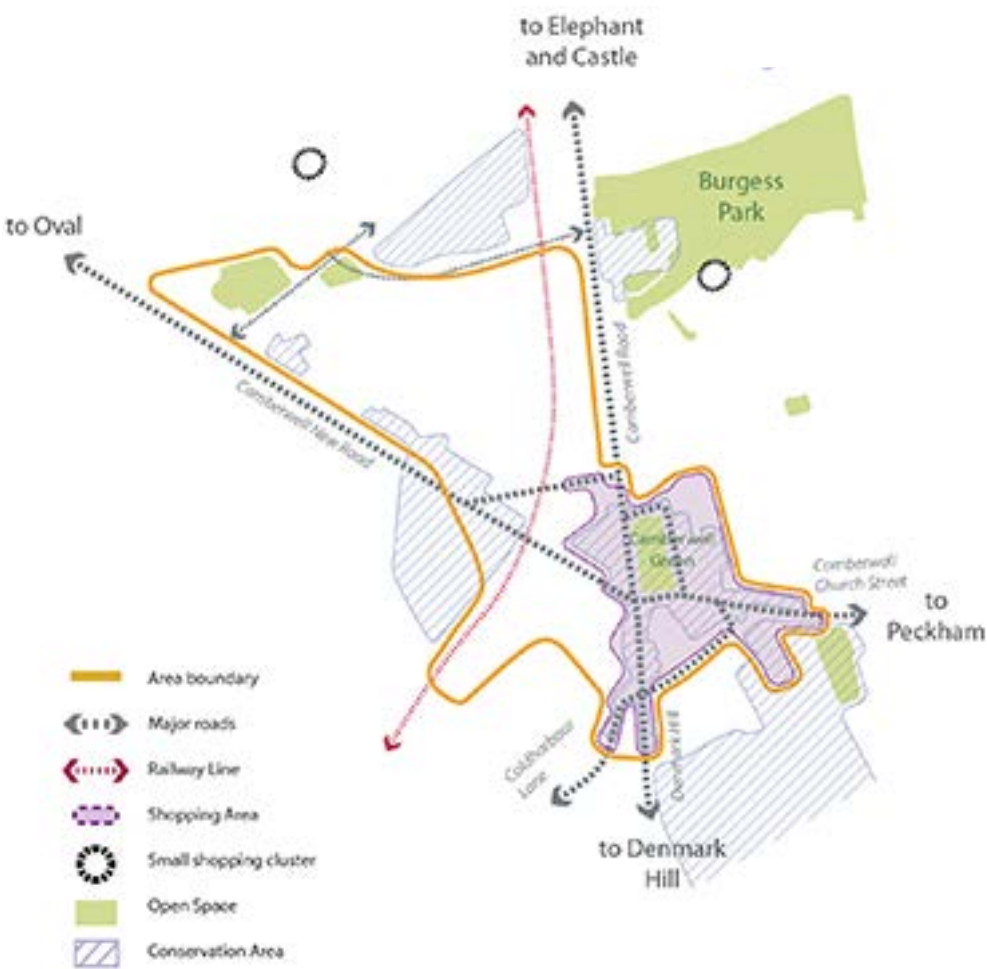 to Elephant
and Castle
Burgess
Park
to Oval
Camberwell Road
Camberwell New Road
Camberwell
Green
Camberwell
Church Street
to
Peckham
Area boundary
Major roads
Railway Line
Shopping Area
Small shopping cluster
Open Space
Conservation Area
Coldharbour
Lane
Denmark Hill
to Denmark
Hill